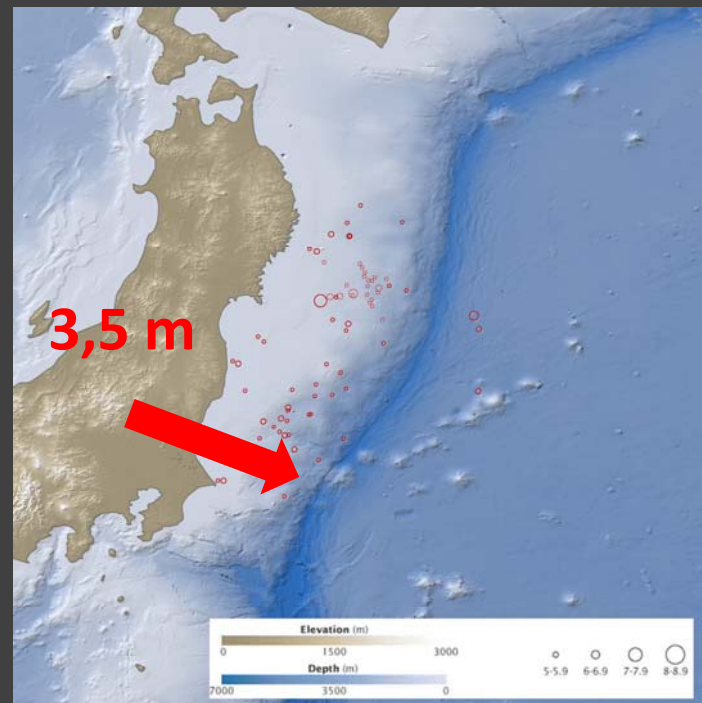 3,5 m
Elevation (m)
0 1500 3000
Depth (m)
7000 3500 0
5-5.9 6-6.9 7-7.9 8-8.9